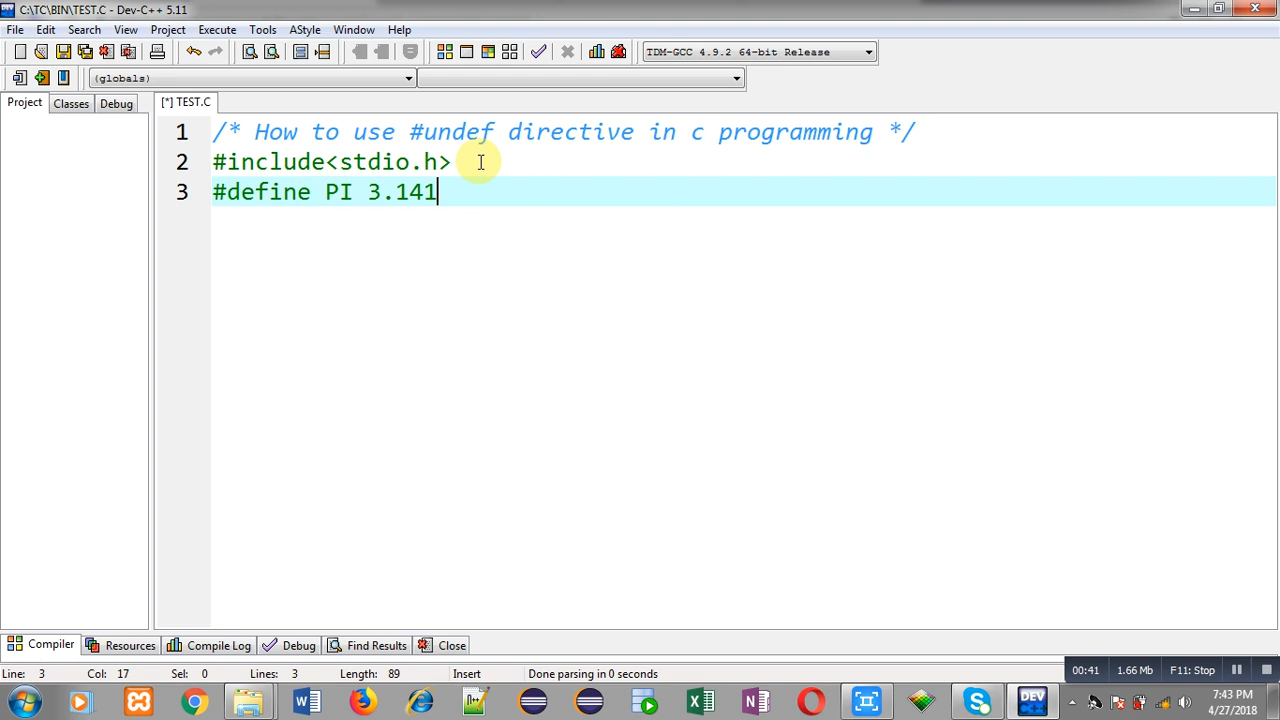 C:\TC\BIN\TEST.C - Dev-C++ 5.11
File Edit Search View Project Execute Tools AStyle Window Help
TDM-GCC 4.9.2 64-bit Release
(globals)
Project Classes Debug [*] TEST.C
1 /* How to use #undef directive in c programming */
2 #include<stdio.h>
3 #define PI 3.141
Compiler Resources Compile Log Debug Find Results Close
Line: 3 Col: 17 Sel: 0 Lines: 3 Length: 89 Insert Done parsing in 0 seconds
00:41 1.66 Mb F11: Stop
7:43 PM
4/27/2018